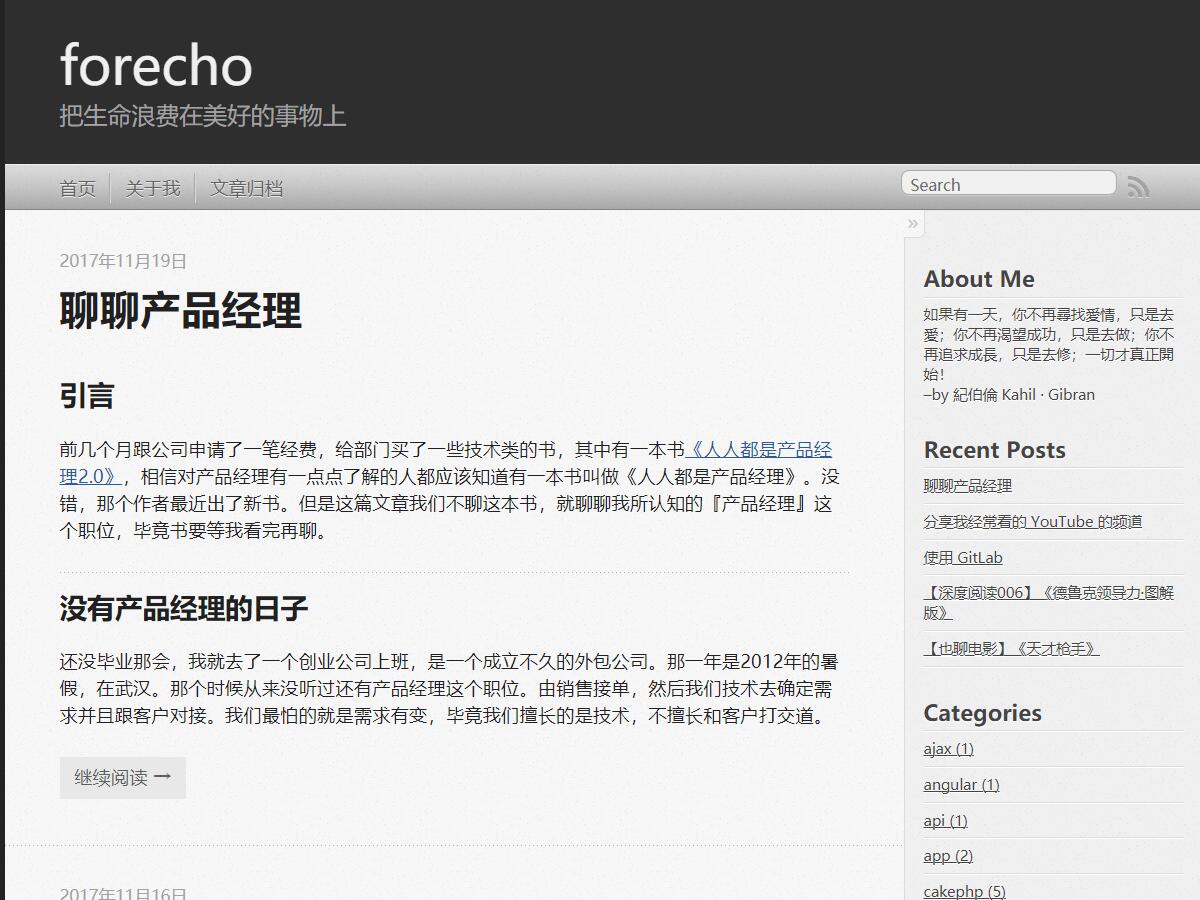 forecho
把生命浪费在美好的事物上
首页
关于我
文章归档
Search
»
2017年11月19日
聊聊产品经理
引言
前几个月跟公司申请了一笔经费，给部门买了一些技术类的书，其中有一本书《人人都是产品经
理2.0》，相信对产品经理有一点点了解的人都应该知道有一本书叫做《人人都是产品经理》。没
错，那个作者最近出了新书。但是这篇文章我们不聊这本书，就聊聊我所认知的『产品经理』这
个职位，毕竟书要等我看完再聊。
没有产品经理的日子
还没毕业那会，我就去了一个创业公司上班，是一个成立不久的外包公司。那一年是2012年的暑
假，在武汉。那个时候从来没听过还有产品经理这个职位。由销售接单，然后我们技术去确定需
求并且跟客户对接。我们最怕的就是需求有变，毕竟我们擅长的是技术，不擅长和客户打交道。
继续阅读 →
2017年11月16日
About Me
如果有一天，你不再尋找愛情，只是去
愛；你不再渴望成功，只是去做；你不
再追求成長，只是去修；一切才真正開
始！
–by 紀伯倫 Kahil · Gibran
Recent Posts
聊聊产品经理
分享我经常看的 YouTube 的频道
使用 GitLab
【深度阅读006】《德鲁克领导力·图解
版》
【也聊电影】《天才枪手》
Categories
ajax (1)
angular (1)
api (1)
app (2)
cakephp (5)